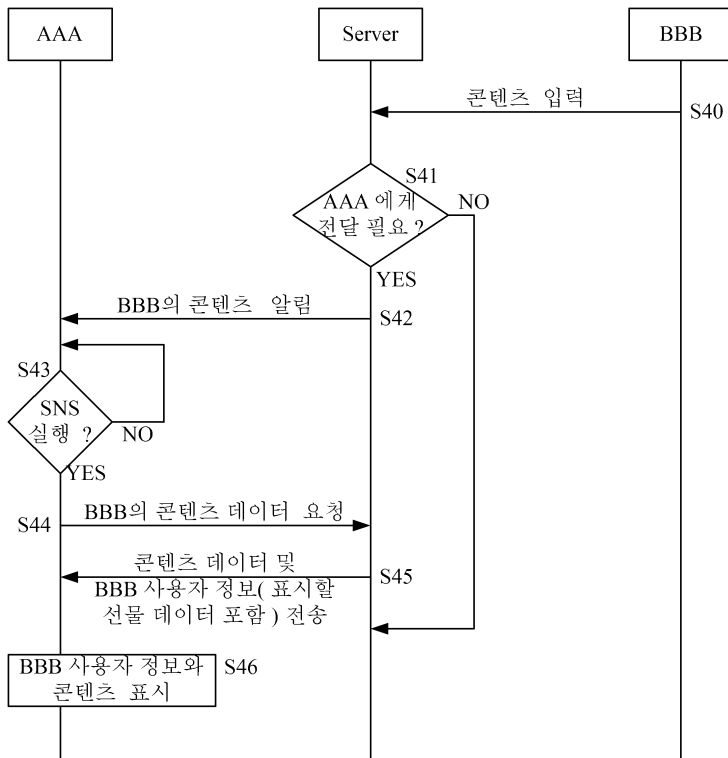 AAA
Server
BBB
콘텐츠 입력
S40
S41
AAA 에게
전달 필요 ?
NO
YES
BBB의 콘텐츠 알림
S42
S43
SNS
실행 ?
NO
YES
S44
BBB의 콘텐츠 데이터 요청
콘텐츠 데이터 및
S45
BBB 사용자 정보( 표시할
선물 데이터 포함 ) 전송
BBB 사용자 정보와
콘텐츠 표시
S46